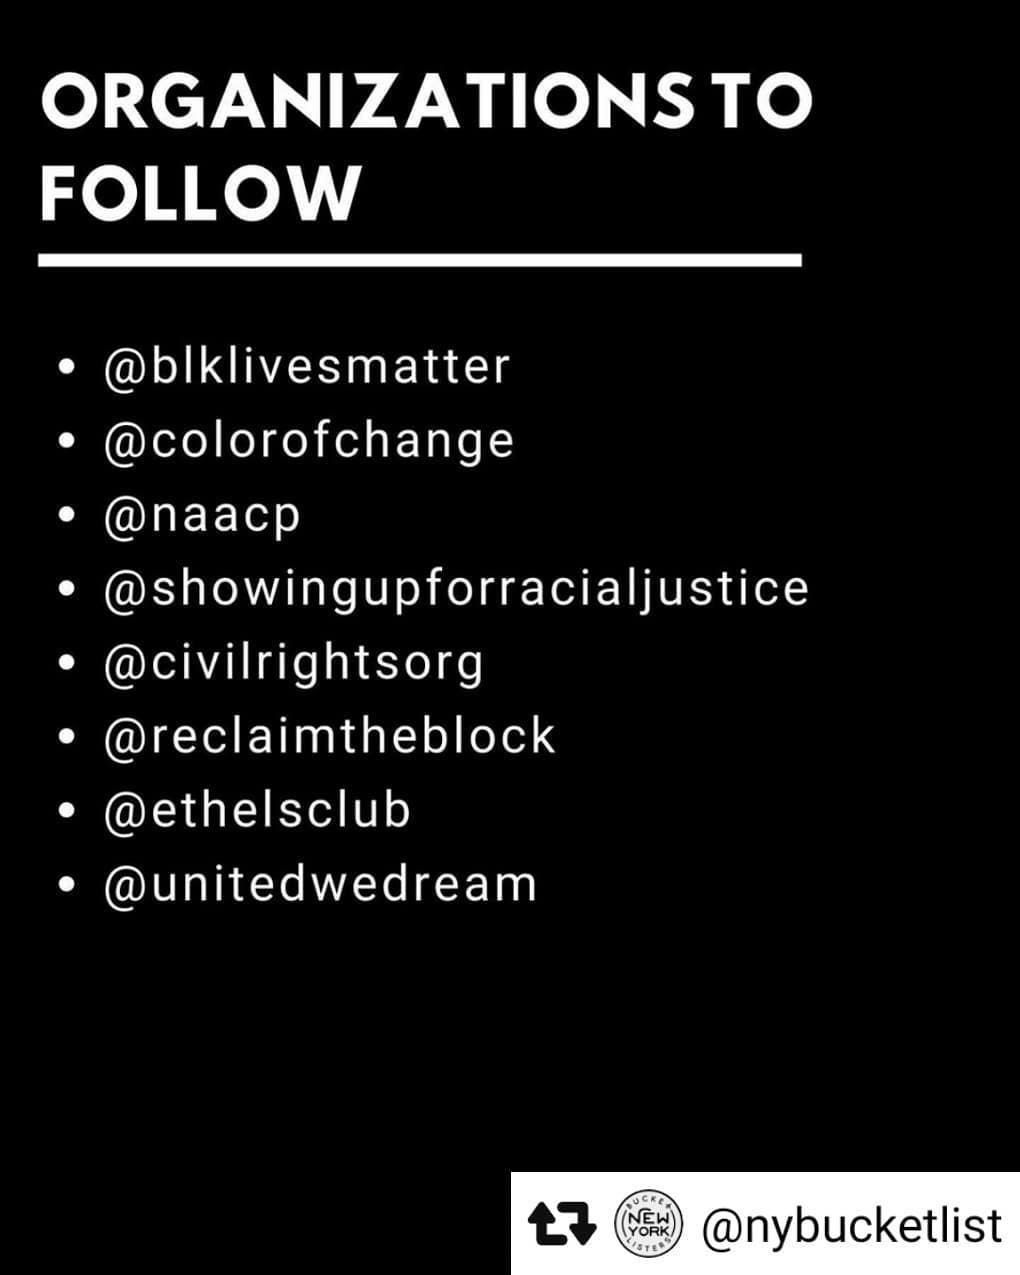 ORGANIZATIONS TO
FOLLOW
• @blklivesmatter
• @colorofchange
• @naacp
• @showingupforracialjustice
• @civilrightsorg
• @reclaimtheblock
• @ethelsclub
• @unitedwedream
BUCKET
NEW
YORK
LISTERS
@nybucketlist